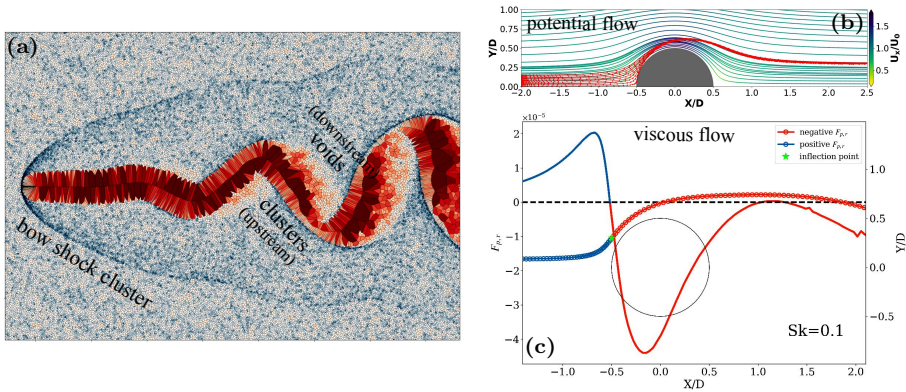 (a)
(downstream)
voids
clusters
(upstream)
bow shock cluster
potential flow
(b)
Y/D
1.00
0.75
0.50
0.25
0.00
−2.0 −1.5 −1.0 −0.5 0.0 0.5 1.0 1.5 2.0 2.5
X/D
1.5
1.0
0.5
Uₓ/U₀
×10⁻⁵
viscous flow
negative Fₚ,ᵣ
positive Fₚ,ᵣ
inflection point
2
1
0
−1
−2
−3
−4
Fₚ,ᵣ
1.0
0.5
0.0
−0.5
Y/D
Sk=0.1
(c)
−1.0 −0.5 0.0 0.5 1.0 1.5 2.0
X/D